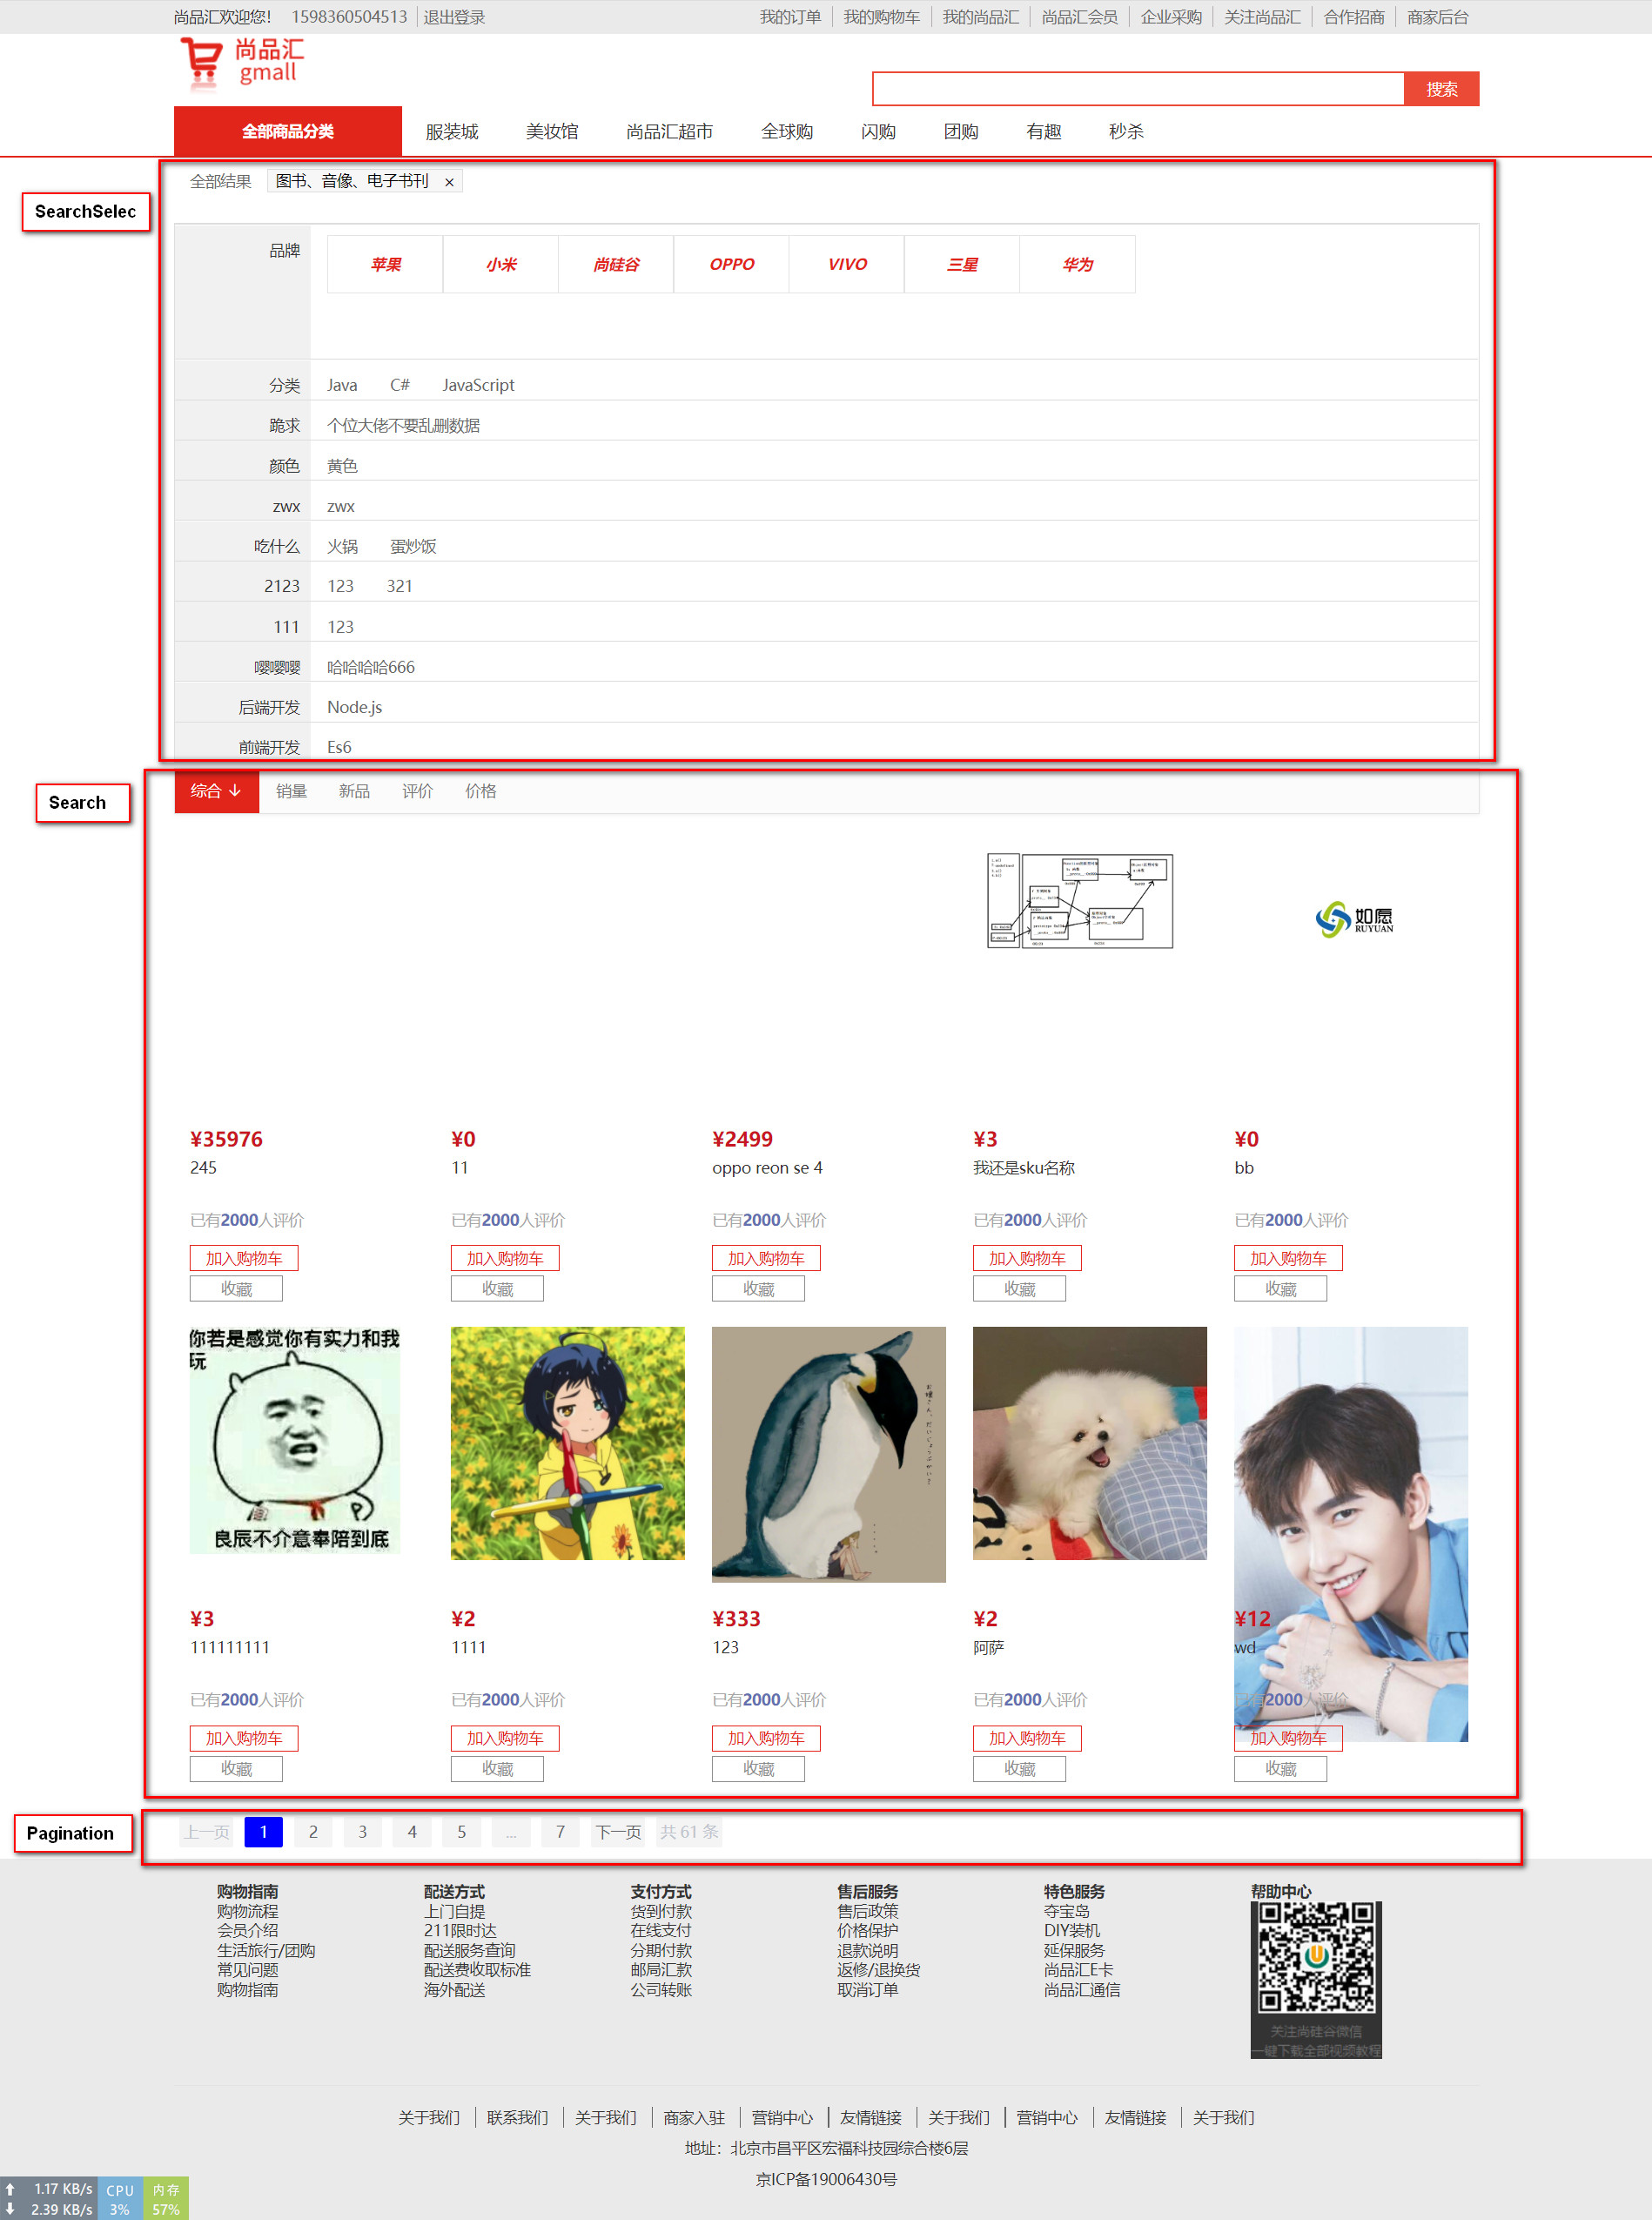 尚品汇欢迎您！ 1598360504513 退出登录 我的订单 我的购物车 我的尚品汇 尚品汇会员 企业采购 关注尚品汇 合作招商 商家后台
尚品汇
gmall
搜索
全部商品分类 服装城 美妆馆 尚品汇超市 全球购 闪购 团购 有趣 秒杀
全部结果 图书、音像、电子书刊 ×
SearchSelec
品牌 苹果 小米 尚硅谷 OPPO VIVO 三星 华为
分类 Java C# JavaScript
跪求 个位大佬不要乱删数据
颜色 黄色
zwx zwx
吃什么 火锅 蛋炒饭
2123 123 321
111 123
嘤嘤嘤 哈哈哈哈666
后端开发 Node.js
前端开发 Es6
Search
综合 ↓ 销量 新品 评价 价格
如愿
RUYUAN
¥35976 ¥0 ¥2499 ¥3 ¥0
245 11 oppo reon se 4 我还是sku名称 bb
已有2000人评价 已有2000人评价 已有2000人评价 已有2000人评价 已有2000人评价
加入购物车 加入购物车 加入购物车 加入购物车 加入购物车
收藏 收藏 收藏 收藏 收藏
你若是感觉你有实力和我
玩
良辰不介意奉陪到底
¥3 ¥2 ¥333 ¥2 ¥12
111111111 1111 123 阿萨 wd
已有2000人评价 已有2000人评价 已有2000人评价 已有2000人评价 已有2000人评价
加入购物车 加入购物车 加入购物车 加入购物车 加入购物车
收藏 收藏 收藏 收藏 收藏
Pagination
上一页 1 2 3 4 5 ... 7 下一页 共 61 条
购物指南 配送方式 支付方式 售后服务 特色服务 帮助中心
购物流程 上门自提 货到付款 售后政策 夺宝岛
会员介绍 211限时达 在线支付 价格保护 DIY装机
生活旅行/团购 配送服务查询 分期付款 退款说明 延保服务
常见问题 配送费收取标准 邮局汇款 返修/退换货 尚品汇E卡
购物指南 海外配送 公司转账 取消订单 尚品汇通信
关注尚硅谷微信
一键下载全部视频教程
关于我们 联系我们 关于我们 商家入驻 营销中心 友情链接 关于我们 营销中心 友情链接 关于我们
地址：北京市昌平区宏福科技园综合楼6层
京ICP备19006430号
1.17 KB/s CPU 内存
2.39 KB/s 3% 57%